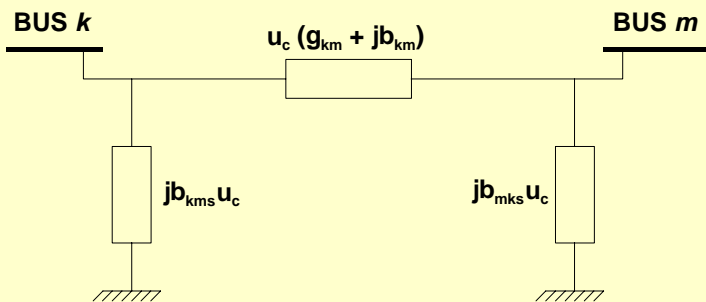 BUS k
BUS m
u_c (g_km + jb_km)
jb_kms u_c
jb_mks u_c